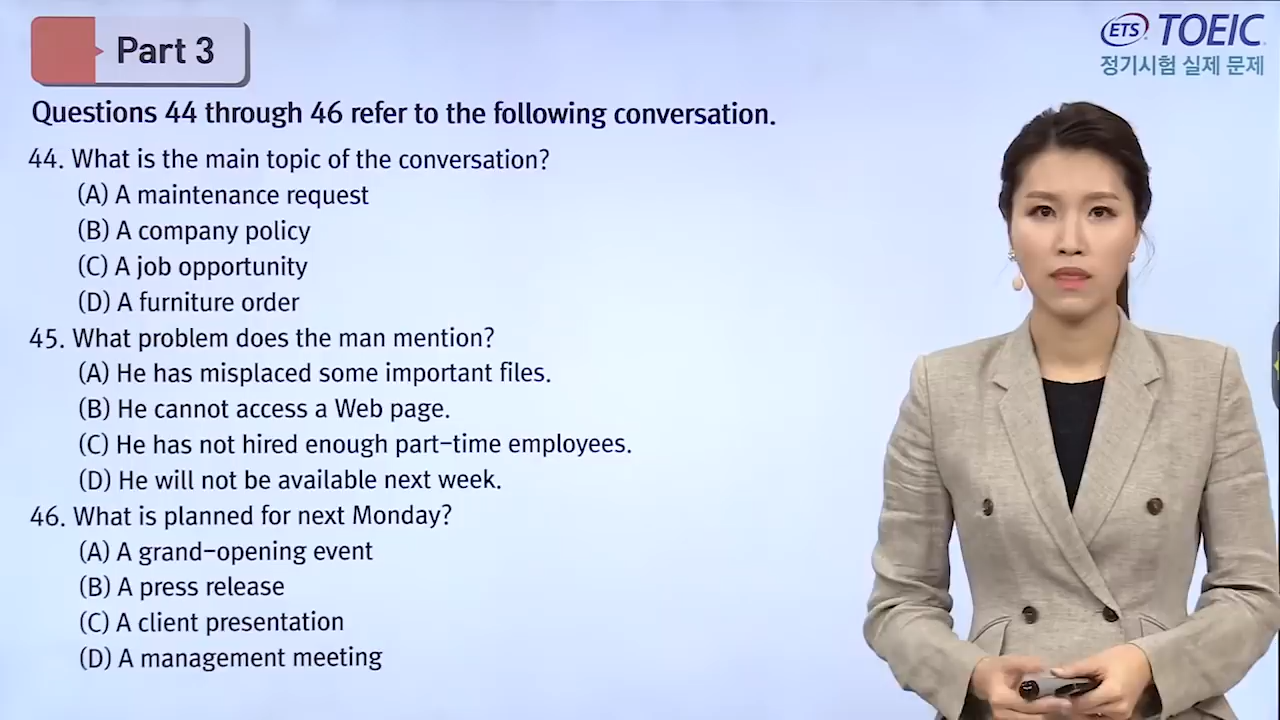 Part 3
ETS TOEIC
정기시험 실제 문제
Questions 44 through 46 refer to the following conversation.
44. What is the main topic of the conversation?
(A) A maintenance request
(B) A company policy
(C) A job opportunity
(D) A furniture order
45. What problem does the man mention?
(A) He has misplaced some important files.
(B) He cannot access a Web page.
(C) He has not hired enough part-time employees.
(D) He will not be available next week.
46. What is planned for next Monday?
(A) A grand-opening event
(B) A press release
(C) A client presentation
(D) A management meeting